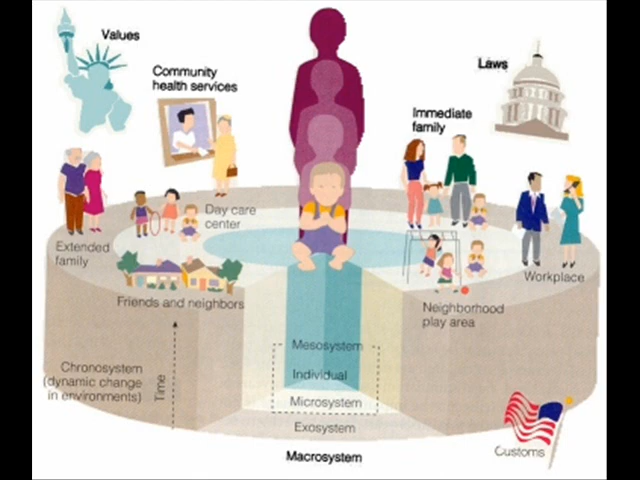 Values
Community
health services
Laws
Immediate
family
Day care
center
Extended
family
Workplace
Friends and neighbors
Neighborhood
play area
Mesosystem
Chronosystem
(dynamic change
in environments)
Time
Individual
Microsystem
Exosystem
Macrosystem
Customs